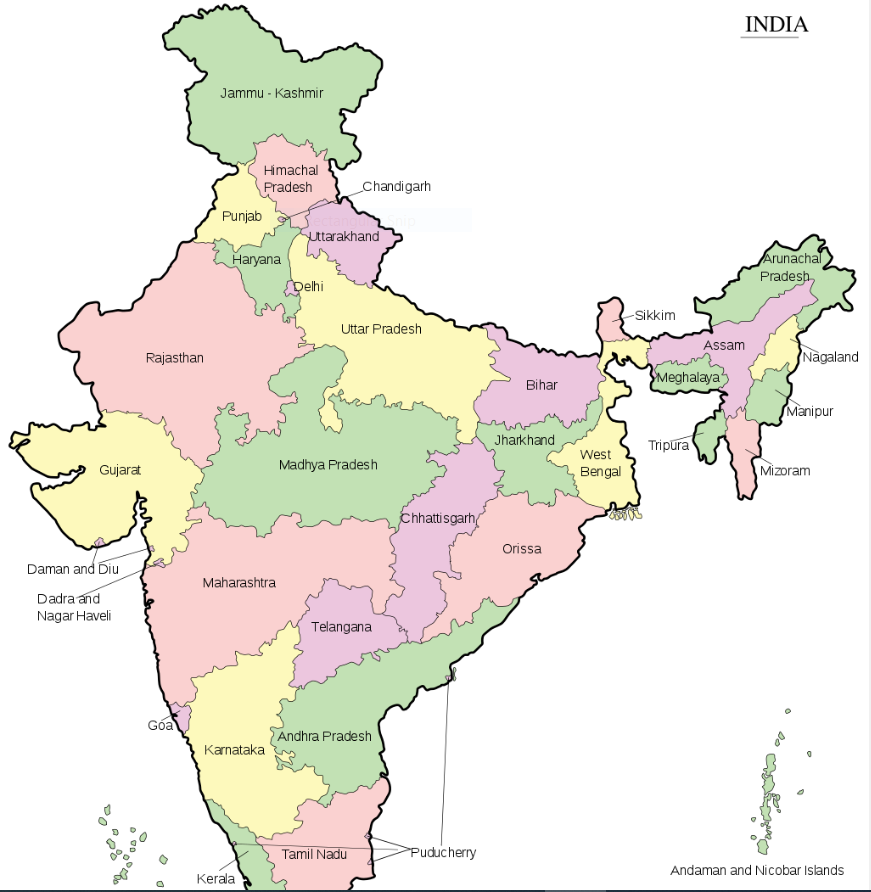 INDIA
Jammu - Kashmir
Himachal
Pradesh
Chandigarh
Punjab
Uttarakhand
Haryana
Delhi
Arunachal
Pradesh
Sikkim
Uttar Pradesh
Assam
Nagaland
Rajasthan
Meghalaya
Bihar
Manipur
Jharkhand
Tripura
West
Bengal
Madhya Pradesh
Gujarat
Mizoram
Chhattisgarh
Orissa
Daman and Diu
Maharashtra
Dadra and
Nagar Haveli
Telangana
Goa
Andhra Pradesh
Karnataka
Puducherry
Tamil Nadu
Kerala
Andaman and Nicobar Islands